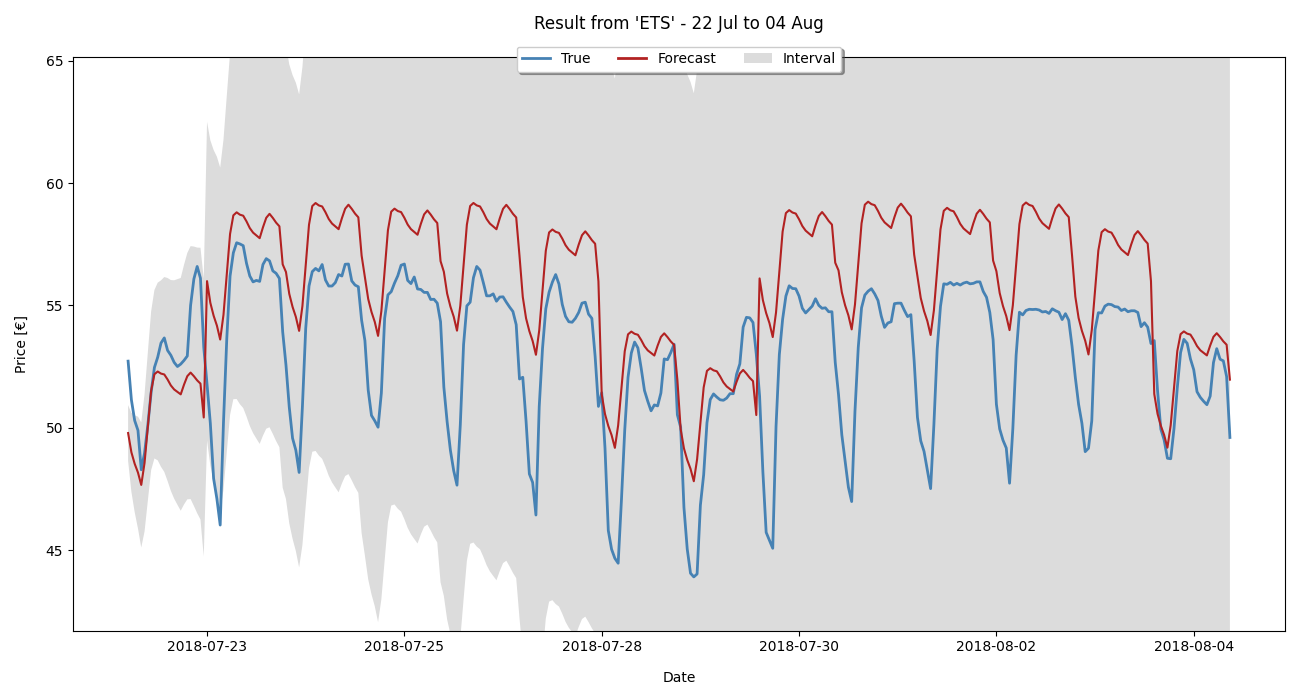 Result from 'ETS' - 22 Jul to 04 Aug
True Forecast Interval
65
60
55
50
45
Price [€]
2018-07-23 2018-07-25 2018-07-28 2018-07-30 2018-08-02 2018-08-04
Date